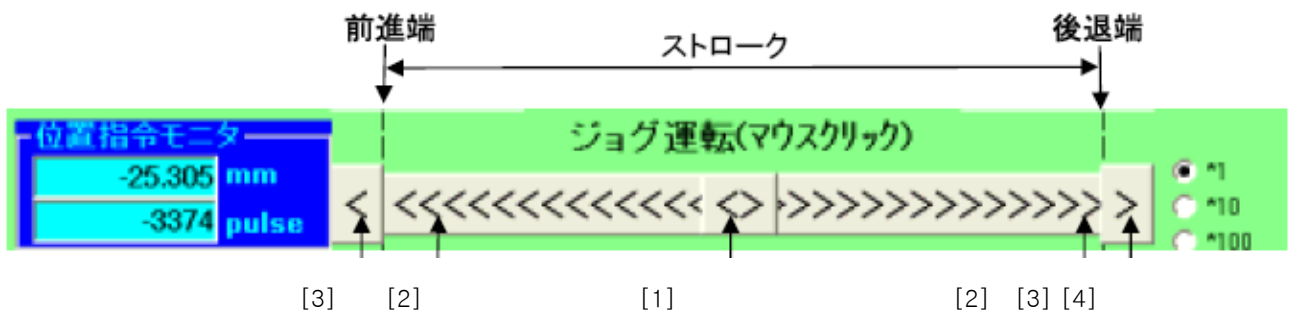 前進端
後退端
ストローク
位置指令モニタ
ジョグ運転(マウスクリック)
-25.305 mm
-3374 pulse
< <<<<<<<<<<<<< <> >>>>>>>>>>>>> >
*1
*10
*100
[3] [2] [1] [2] [3] [4]